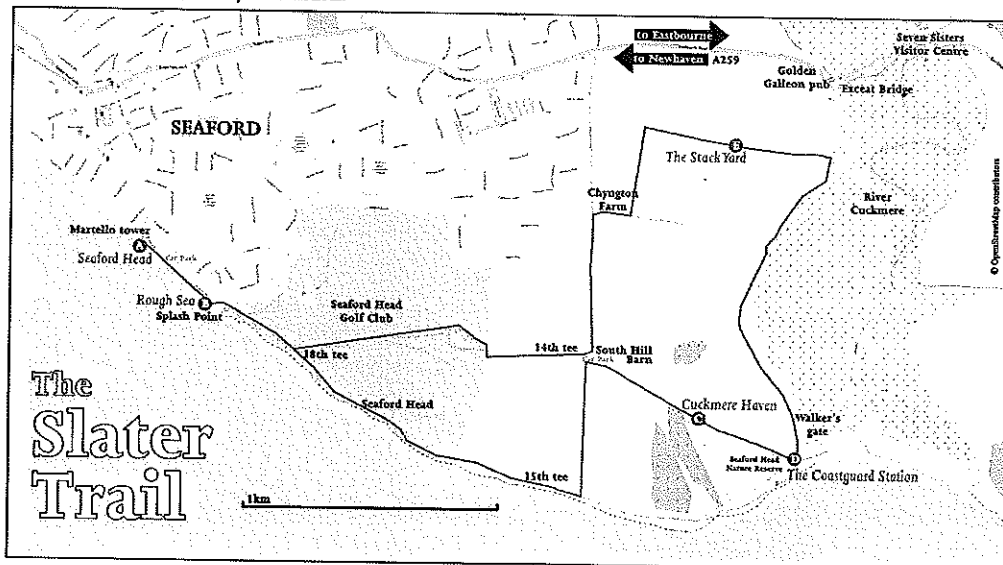 to Eastbourne
to Newhaven A259
Seven Sisters
Visitor Centre
Golden
Galleon pub
Exceat Bridge
SEAFORD
The Stack Yard
Chyngton
Farm
River
Cuckmere
© OpenStreetMap contributors
Martello tower
A
Seaford Head
Car Park
Rough Sea
B
Splash Point
Seaford Head
Golf Club
18th tee
14th tee
South Hill
Barn
Car Park
The
Slater
Trail
Seaford Head
Cuckmere Haven
C
Walker's
gate
Seaford Head
Nature Reserve
D
The Coastguard Station
15th tee
1km